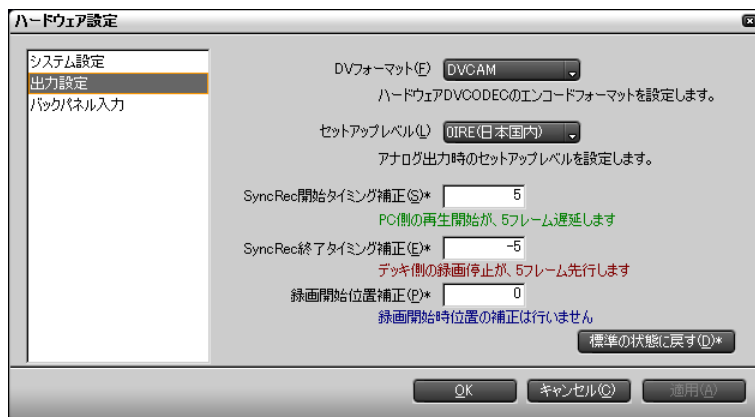 ハードウェア設定
システム設定
出力設定
バックパネル入力
DVフォーマット(F) DVCAM
ハードウェアDVCODECのエンコードフォーマットを設定します。
セットアップレベル(L) 0IRE(日本国内)
アナログ出力時のセットアップレベルを設定します。
SyncRec開始タイミング補正(S)* 5
PC側の再生開始が、5フレーム遅延します
SyncRec終了タイミング補正(E)* -5
デッキ側の録画停止が、5フレーム先行します
録画開始位置補正(P)* 0
録画開始時位置の補正は行いません
標準の状態に戻す(D)*
OK キャンセル(C) 適用(A)